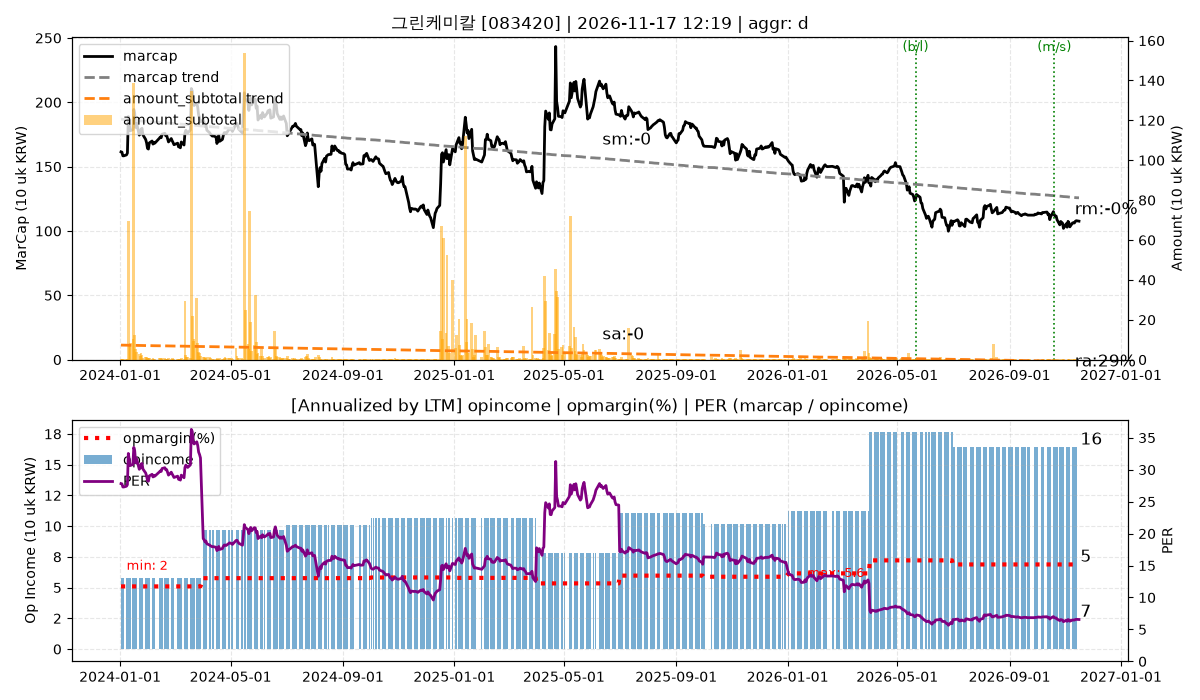 그린케미칼 [083420] | 2026-11-17 12:19 | aggr: d
250
200
150
100
50
0
MarCap (10 uk KRW)
marcap
marcap trend
amount_subtotal trend
amount_subtotal
(b/l)
(m/s)
sm:-0
rm:-0%
sa:-0
ra:29%
160
140
120
100
80
60
40
20
0
Amount (10 uk KRW)
2024-01-01
2024-05-01
2024-09-01
2025-01-01
2025-05-01
2025-09-01
2026-01-01
2026-05-01
2026-09-01
2027-01-01
[Annualized by LTM] opincome | opmargin(%) | PER (marcap / opincome)
18
15
12
10
8
5
2
0
Op Income (10 uk KRW)
opmargin(%)
opincome
PER
min: 2
max: 5.6
16
5
7
35
30
25
20
15
10
5
0
PER
2024-01-01
2024-05-01
2024-09-01
2025-01-01
2025-05-01
2025-09-01
2026-01-01
2026-05-01
2026-09-01
2027-01-01